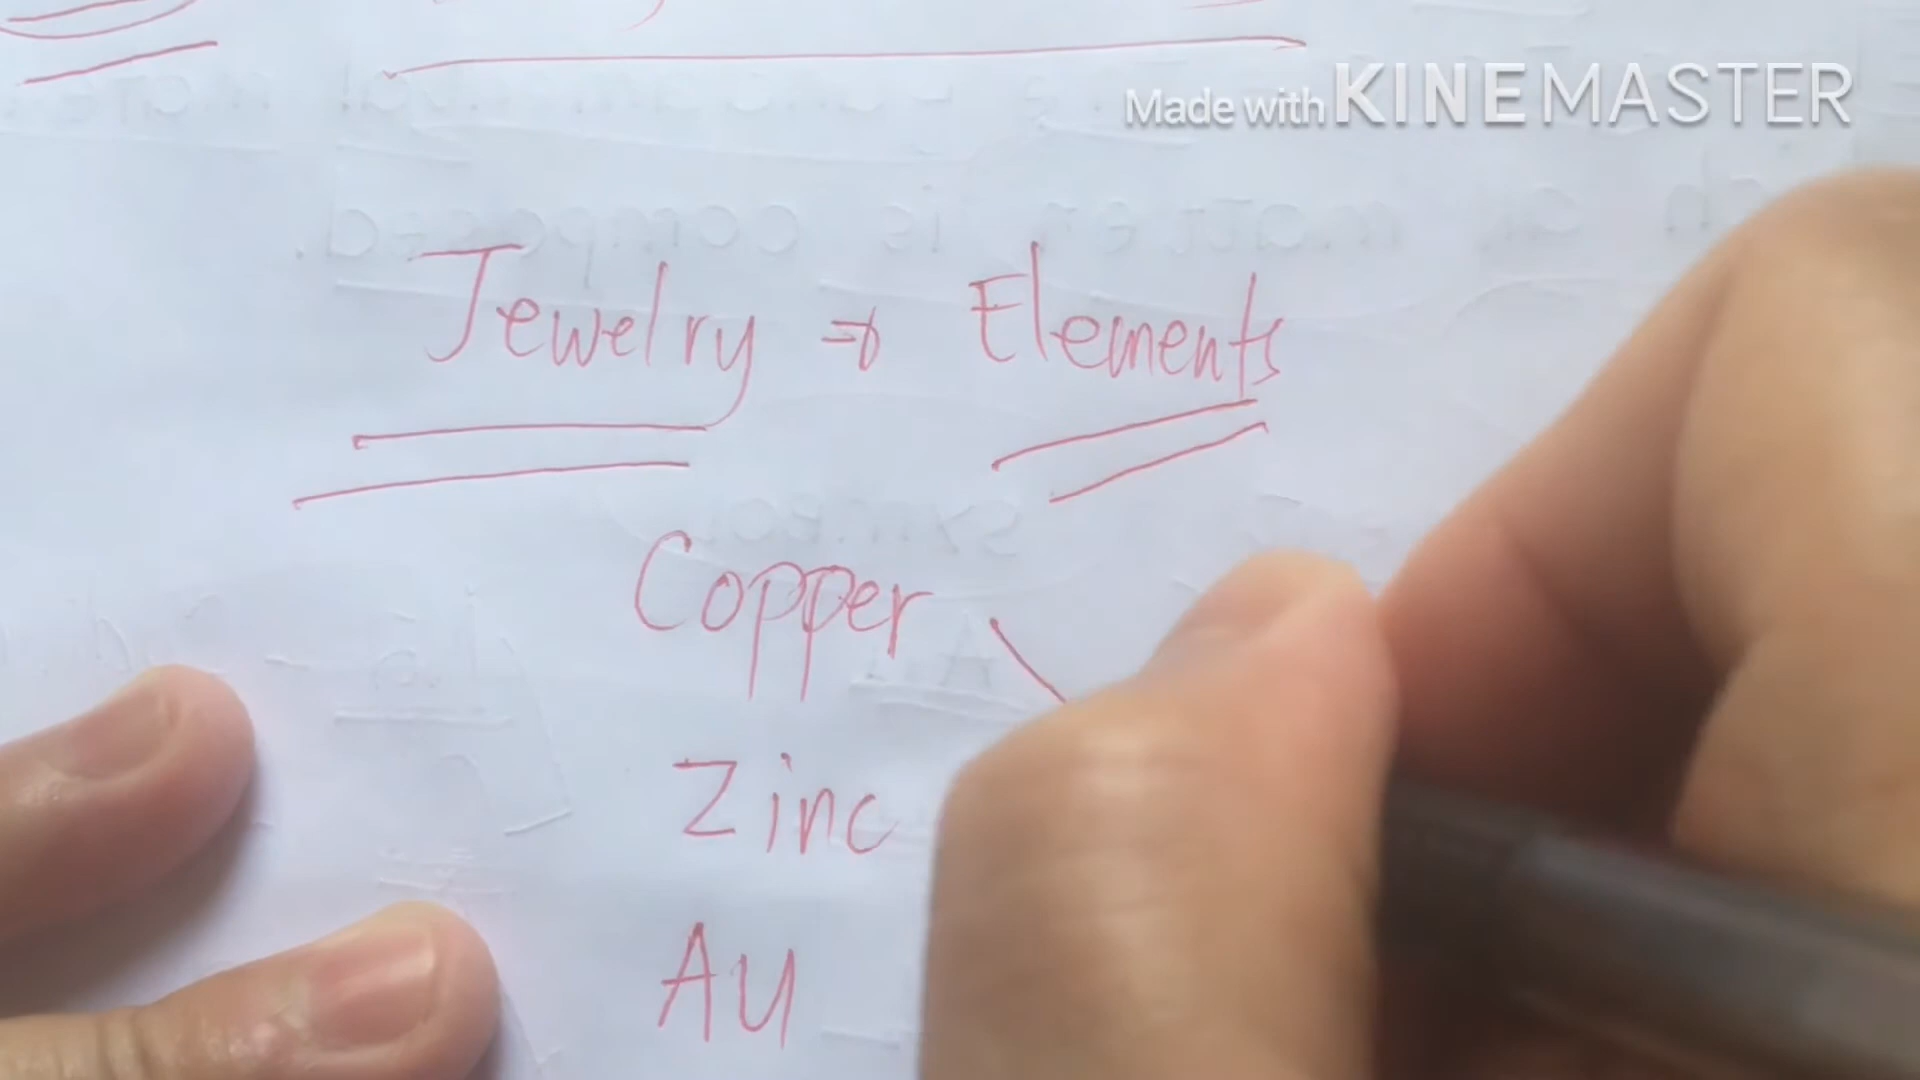 Made with KINEMASTER
Jewelry ⇒ Elements
Copper
Zinc
Au